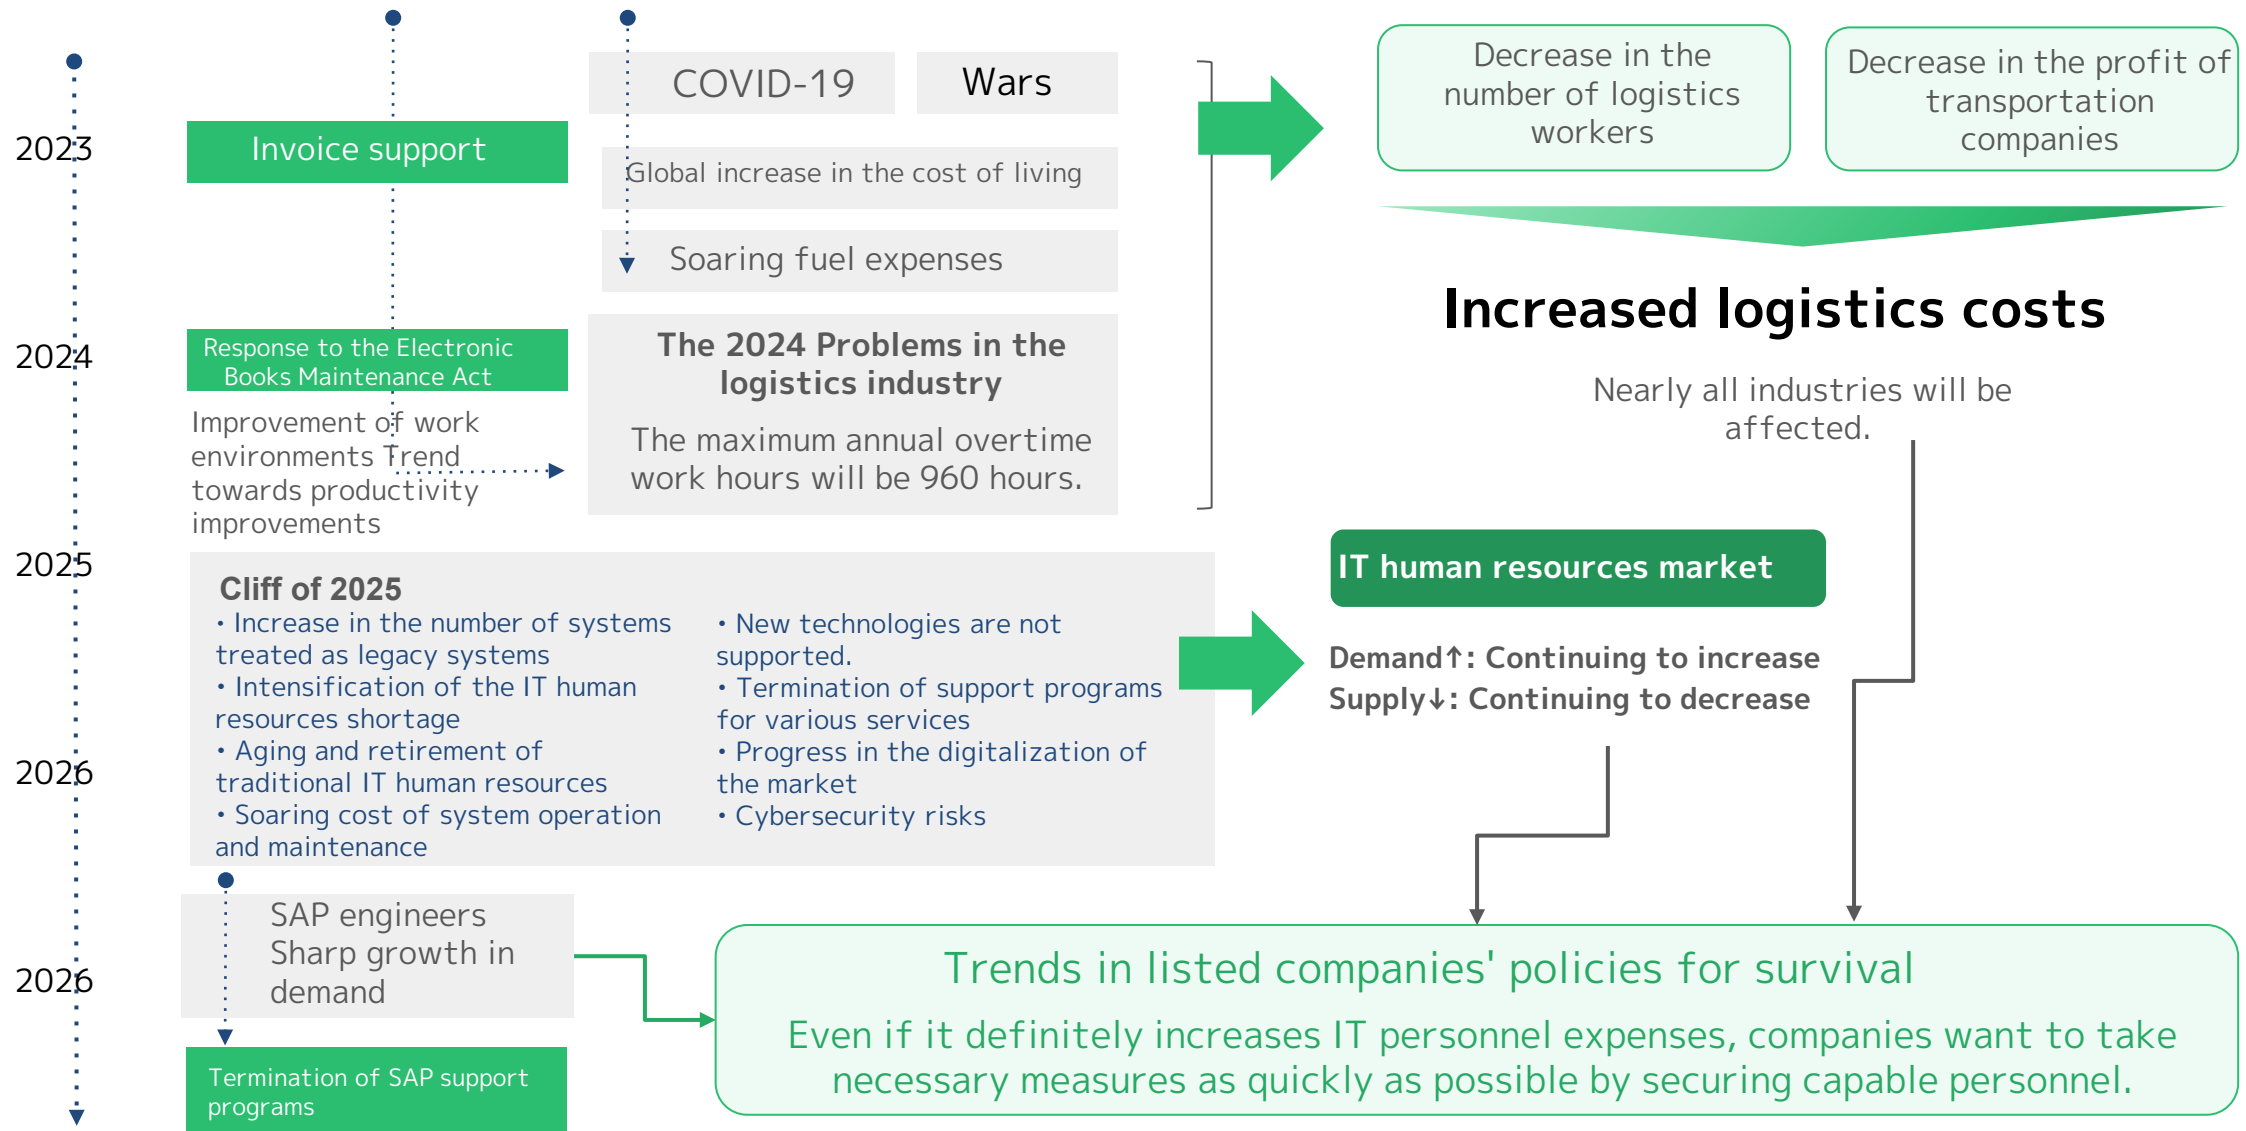 COVID-19
Wars
Decrease in the
number of logistics
workers
Decrease in the profit of
transportation
companies
2023
Invoice support
Global increase in the cost of living
Soaring fuel expenses
Increased logistics costs
Nearly all industries will be
affected.
2024
Response to the Electronic
Books Maintenance Act
The 2024 Problems in the
logistics industry
The maximum annual overtime
work hours will be 960 hours.
Improvement of work
environments Trend
towards productivity
improvements
2025
Cliff of 2025
• Increase in the number of systems
treated as legacy systems
• Intensification of the IT human
resources shortage
• Aging and retirement of
traditional IT human resources
• Soaring cost of system operation
and maintenance
• New technologies are not
supported.
• Termination of support programs
for various services
• Progress in the digitalization of
the market
• Cybersecurity risks
IT human resources market
Demand↑: Continuing to increase
Supply↓: Continuing to decrease
2026
SAP engineers
Sharp growth in
demand
2026
Termination of SAP support
programs
Trends in listed companies' policies for survival
Even if it definitely increases IT personnel expenses, companies want to take
necessary measures as quickly as possible by securing capable personnel.